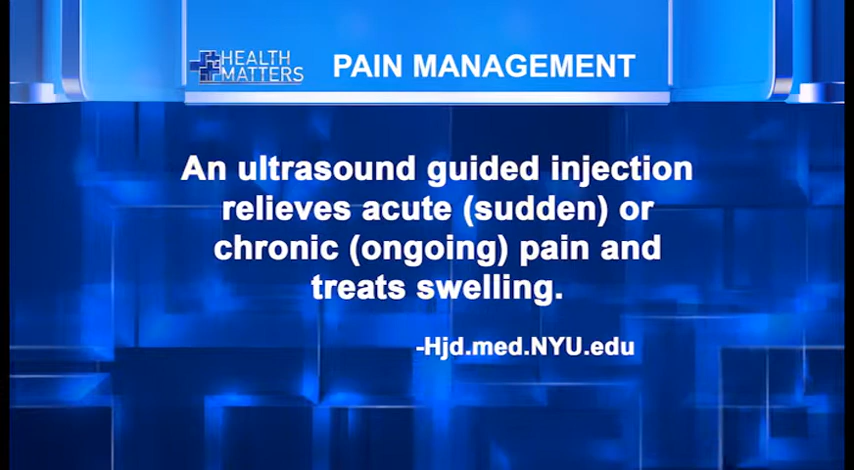 HEALTH
MATTERS
PAIN MANAGEMENT
An ultrasound guided injection
relieves acute (sudden) or
chronic (ongoing) pain and
treats swelling.
-Hjd.med.NYU.edu